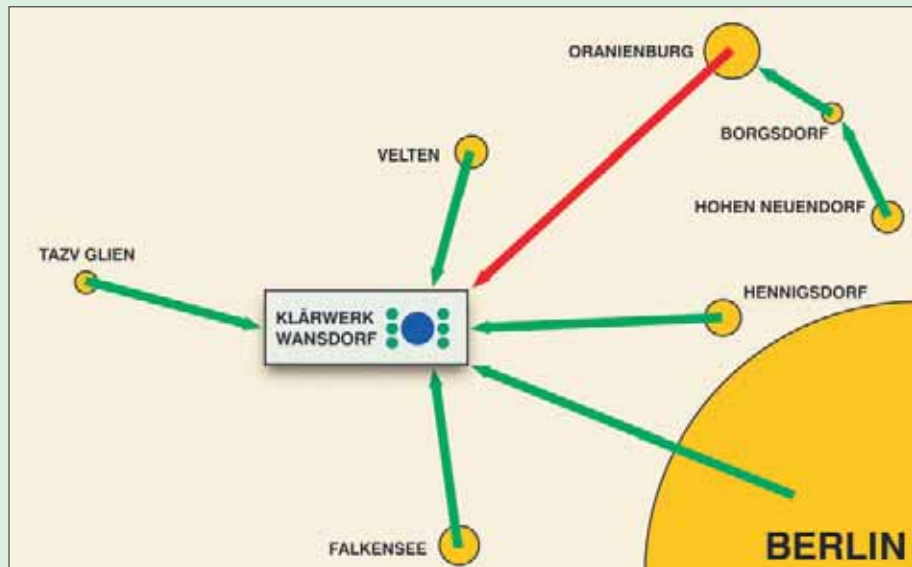 ORANIENBURG
BORGSDORF
VELTEN
HOHEN NEUENDORF
TAZV GLIEN
HENNIGSDORF
KLÄRWERK
WANSDORF
FALKENSEE
BERLIN